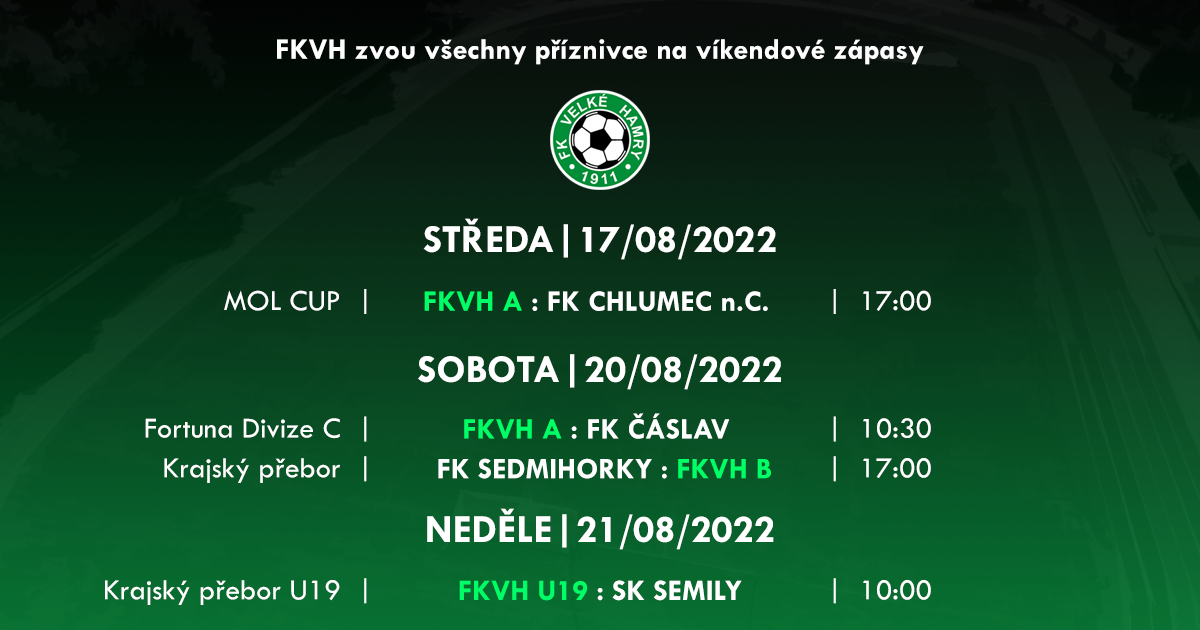 FKVH zvou všechny příznivce na víkendové zápasy
FK VELKÉ HAMRY
1911
STŘEDA | 17/08/2022
MOL CUP | FKVH A : FK CHLUMEC n.C. | 17:00
SOBOTA | 20/08/2022
Fortuna Divize C | FKVH A : FK ČÁSLAV | 10:30
Krajský přebor | FK SEDMIHORKY : FKVH B | 17:00
NEDĚLE | 21/08/2022
Krajský přebor U19 | FKVH U19 : SK SEMILY | 10:00